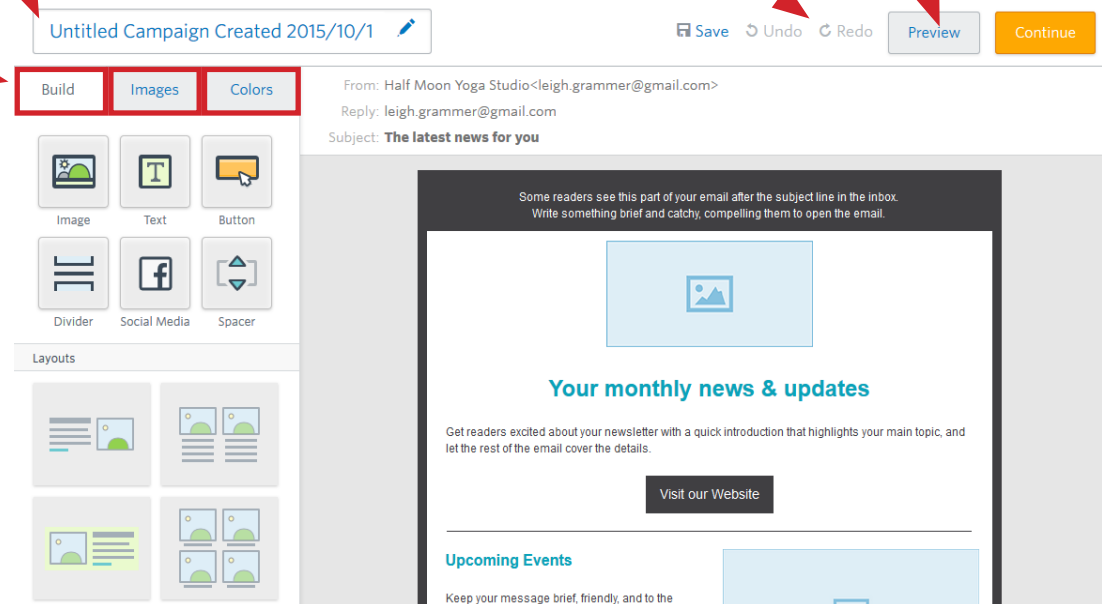 Untitled Campaign Created 2015/10/1
Save Undo Redo Preview Continue
Build Images Colors
From: Half Moon Yoga Studio<leigh.grammer@gmail.com>
Reply: leigh.grammer@gmail.com
Subject: The latest news for you
Image Text Button
Divider Social Media Spacer
Layouts
Some readers see this part of your email after the subject line in the inbox.
Write something brief and catchy, compelling them to open the email.
Your monthly news & updates
Get readers excited about your newsletter with a quick introduction that highlights your main topic, and
let the rest of the email cover the details.
Visit our Website
Upcoming Events
Keep your message brief, friendly, and to the